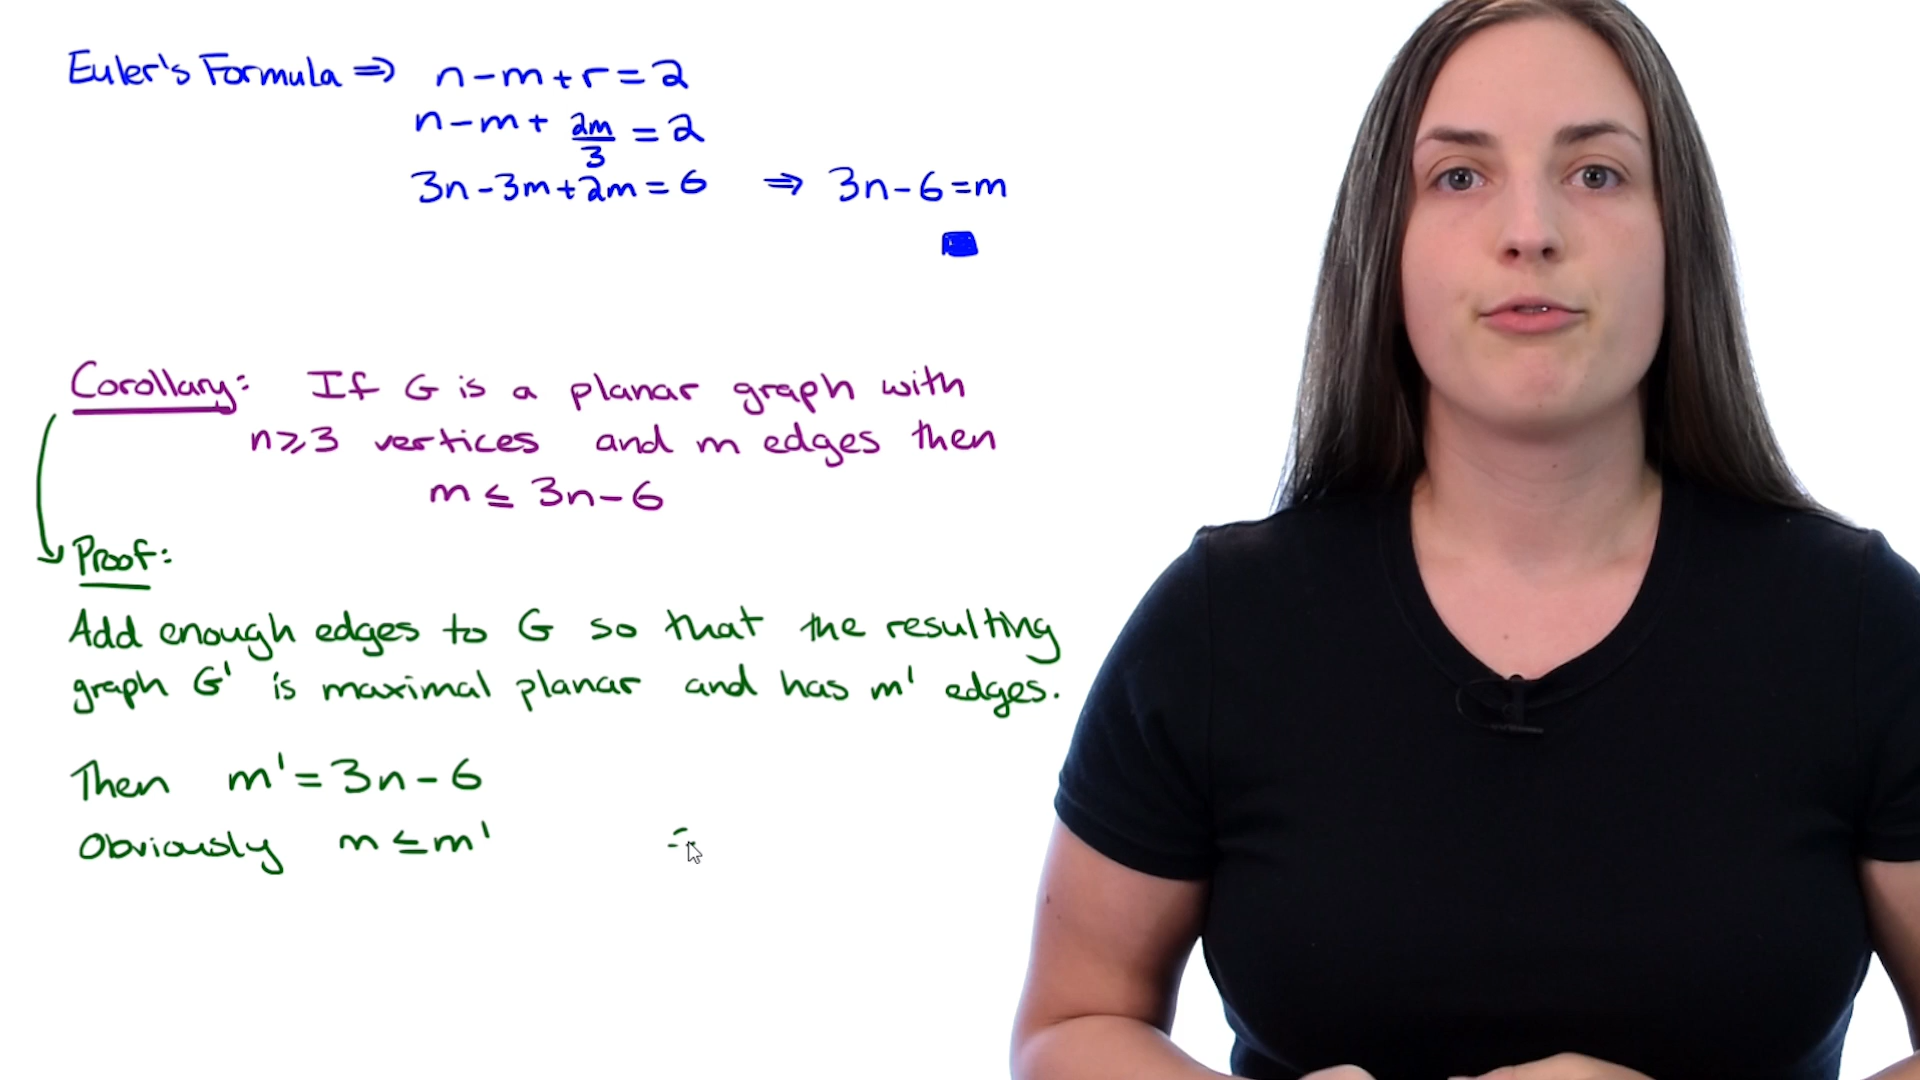 Euler's Formula ⇒ n-m+r=2
n-m+ 2m/3 = 2
3n-3m+2m=6 ⇒ 3n-6=m
Corollary: If G is a planar graph with
n≥3 vertices and m edges then
m ≤ 3n-6
Proof:
Add enough edges to G so that the resulting
graph G' is maximal planar and has m' edges.
Then m'=3n-6
Obviously m≤m'